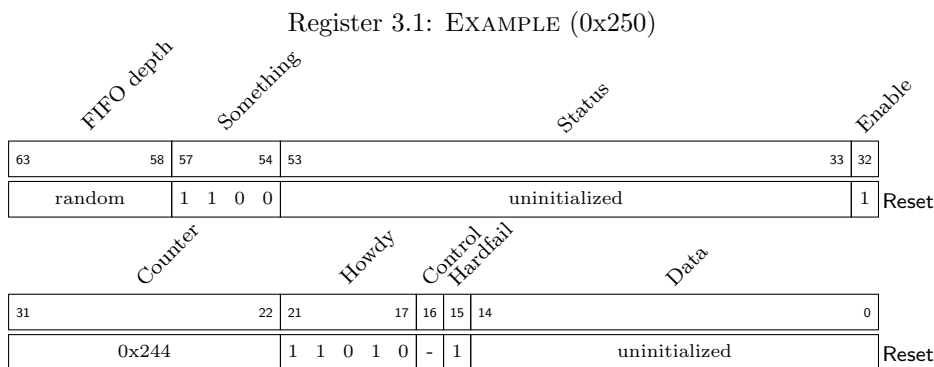 Register 3.1: EXAMPLE (0x250)
FIFO depth Something Status Enable
63 58 57 54 53 33 32
random 1 1 0 0 uninitialized 1 Reset
Counter Howdy Control Hardfail Data
31 22 21 17 16 15 14 0
0x244 1 1 0 1 0 - 1 uninitialized Reset